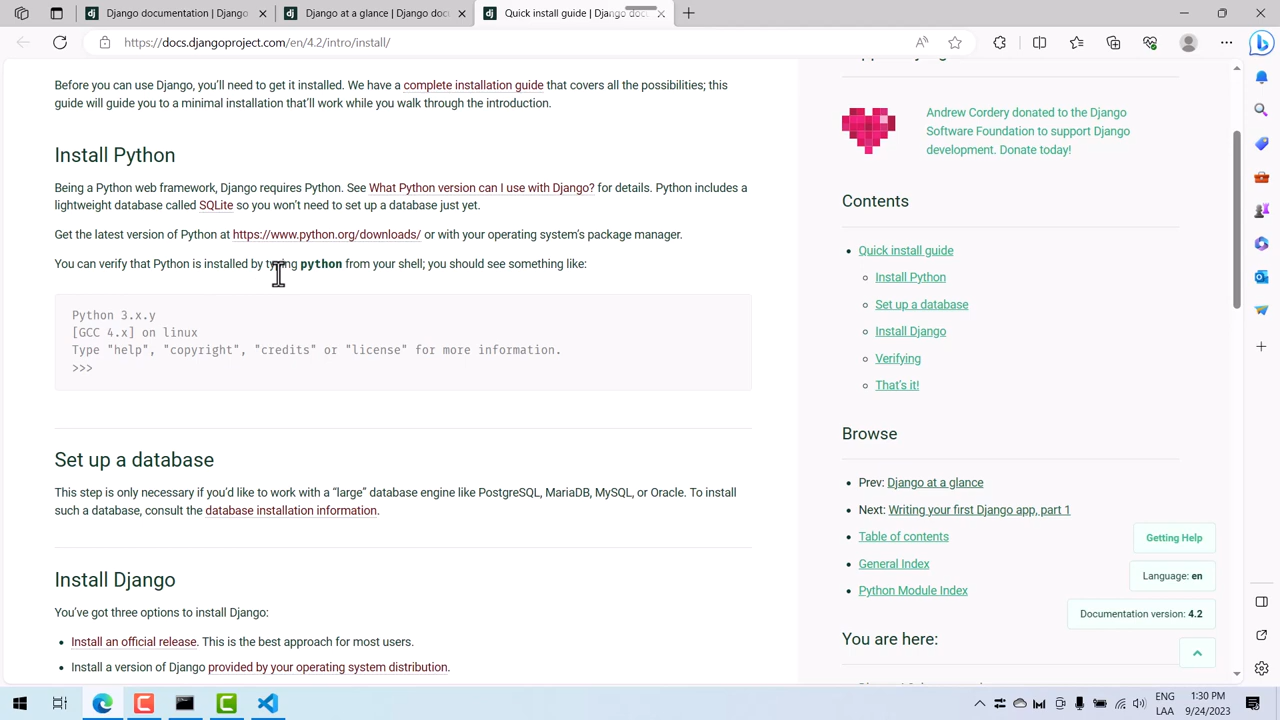 Django documentation | Django
Django at a glance | Django doc
Quick install guide | Django doc
https://docs.djangoproject.com/en/4.2/intro/install/
Before you can use Django, you'll need to get it installed. We have a complete installation guide that covers all the possibilities; this
guide will guide you to a minimal installation that'll work while you walk through the introduction.
Install Python
Being a Python web framework, Django requires Python. See What Python version can I use with Django? for details. Python includes a
lightweight database called SQLite so you won't need to set up a database just yet.
Get the latest version of Python at https://www.python.org/downloads/ or with your operating system's package manager.
You can verify that Python is installed by typing python from your shell; you should see something like:
Python 3.x.y
[GCC 4.x] on linux
Type "help", "copyright", "credits" or "license" for more information.
>>>
Set up a database
This step is only necessary if you'd like to work with a “large” database engine like PostgreSQL, MariaDB, MySQL, or Oracle. To install
such a database, consult the database installation information.
Install Django
You've got three options to install Django:
Install an official release. This is the best approach for most users.
Install a version of Django provided by your operating system distribution.
Andrew Cordery donated to the Django
Software Foundation to support Django
development. Donate today!
Contents
Quick install guide
Install Python
Set up a database
Install Django
Verifying
That's it!
Browse
Prev: Django at a glance
Next: Writing your first Django app, part 1
Table of contents
General Index
Python Module Index
You are here:
Getting Help
Language: en
Documentation version: 4.2
ENG
LAA
1:30 PM
9/24/2023